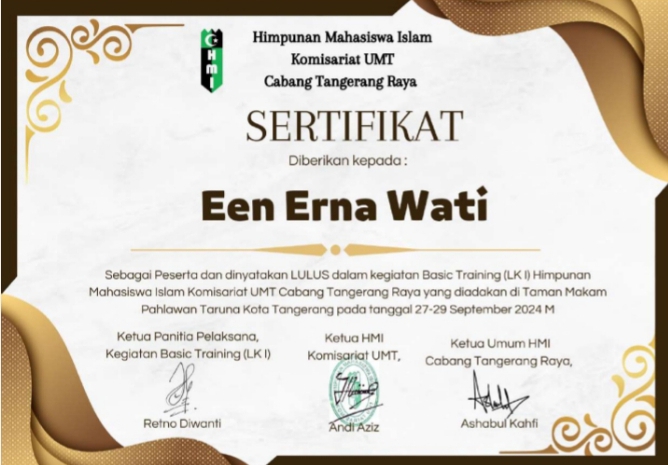 HMI
Himpunan Mahasiswa Islam
Komisariat UMT
Cabang Tangerang Raya
SERTIFIKAT
Diberikan kepada :
Een Erna Wati
Sebagai Peserta dan dinyatakan LULUS dalam kegiatan Basic Training (LK I) Himpunan
Mahasiswa Islam Komisariat UMT Cabang Tangerang Raya yang diadakan di Taman Makam
Pahlawan Taruna Kota Tangerang pada tanggal 27-29 September 2024 M
Ketua Panitia Pelaksana,
Kegiatan Basic Training (LK I)
Retno Diwanti
Ketua HMI
Komisariat UMT,
Andi Aziz
Ketua Umum HMI
Cabang Tangerang Raya,
Ashabul Kahfi